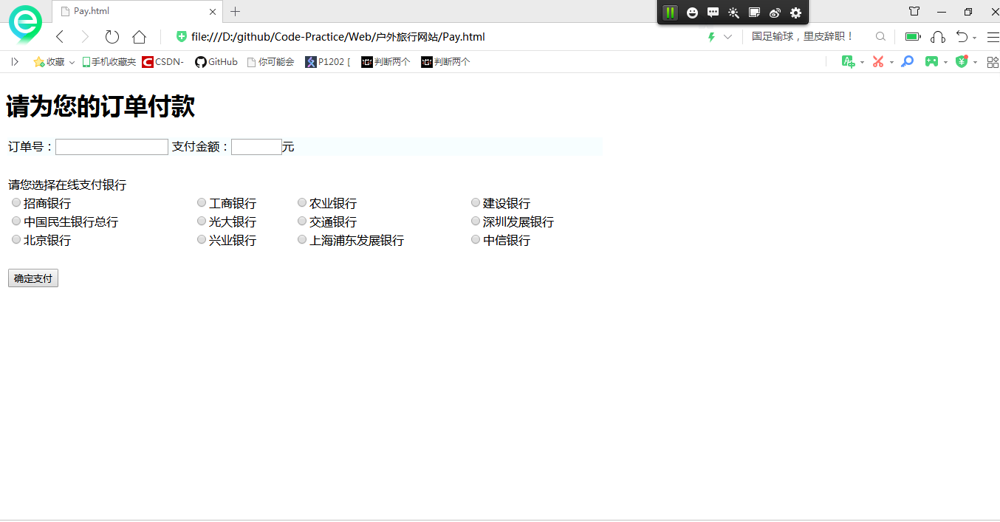 Pay.html
file:///D:/github/Code-Practice/Web/户外旅行网站/Pay.html 国足输球，里皮辞职！
收藏 手机收藏夹 CSDN- GitHub 你可能会 P1202 [ 判断两个 判断两个
请为您的订单付款
订单号： 支付金额： 元
请您选择在线支付银行
招商银行 工商银行 农业银行 建设银行
中国民生银行总行 光大银行 交通银行 深圳发展银行
北京银行 兴业银行 上海浦东发展银行 中信银行
确定支付